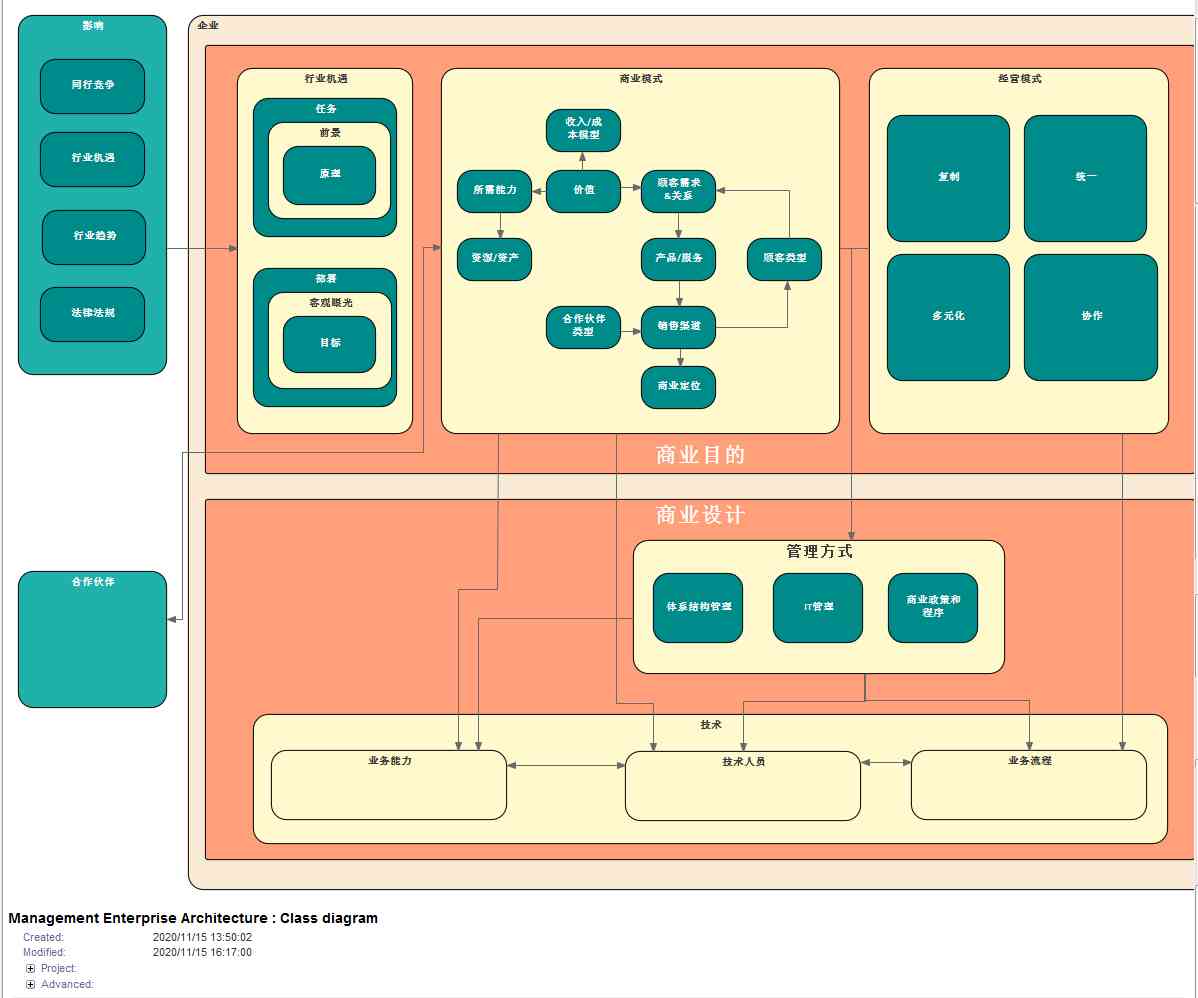 影响
同行竞争
行业机遇
行业趋势
法律法规
合作伙伴
企业
行业机遇
任务
前景
原理
部署
客观曝光
目标
商业模式
收入/成
本模型
所需能力
价值
顾客需求
&关系
资源/资产
产品/服务
顾客类型
合作伙伴
类型
销售渠道
商业定位
经营模式
复制
统一
多元化
协作
商业目的
商业设计
管理方式
体系结构管理
IT管理
商业政策和
程序
技术
业务能力
技术人员
业务流程
Management Enterprise Architecture : Class diagram
Created: 2020/11/15 13:50:02
Modified: 2020/11/15 16:17:00
Project:
Advanced: